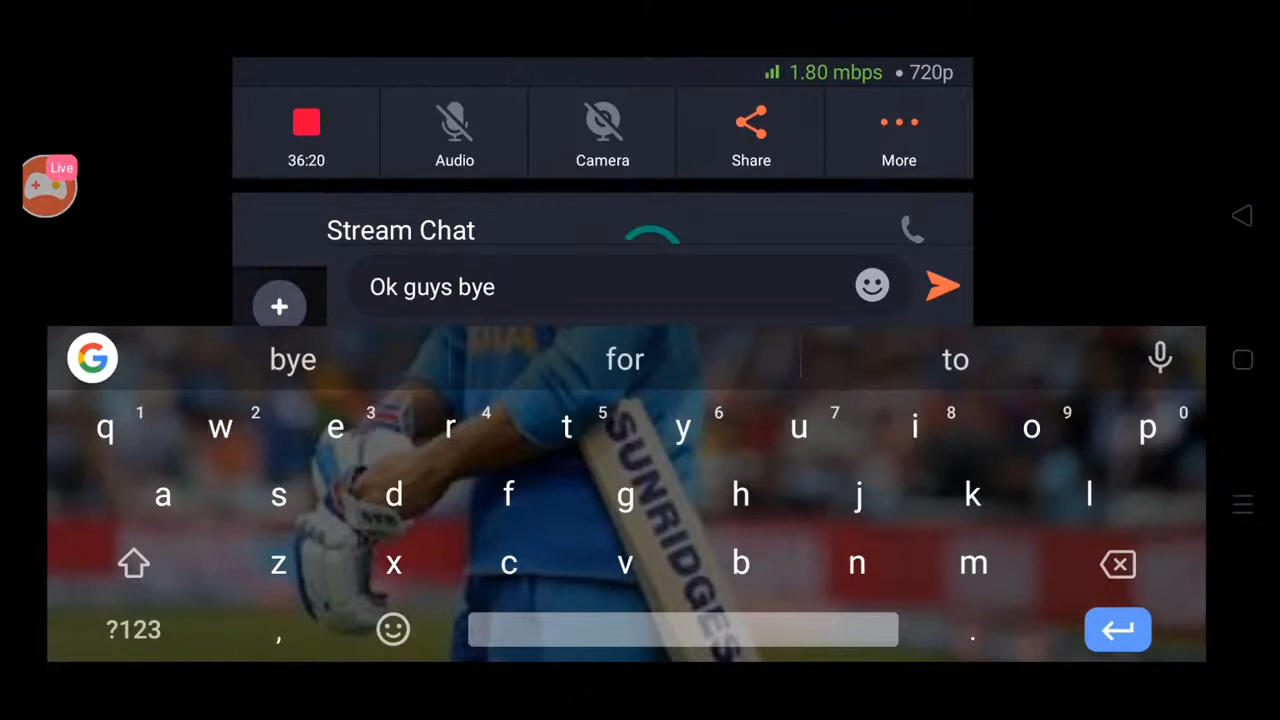 1.80 mbps • 720p
36:20
Audio
Camera
Share
More
Live
Stream Chat
Ok guys bye
G
bye
for
to
q 1 w 2 e 3 r 4 t 5 y 6 u 7 i 8 o 9 p 0
a s d f g h j k l
z x c v b n m
?123 , .
SUNRIDGES